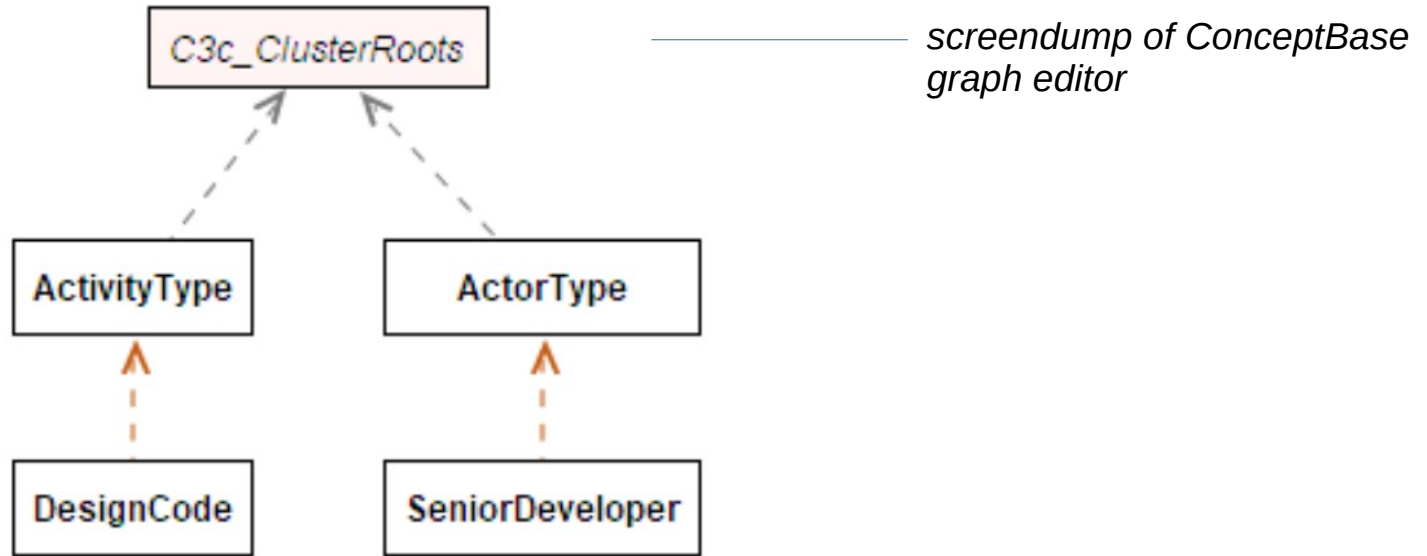 C3c_ClusterRoots
screendump of ConceptBase
graph editor
ActivityType
ActorType
DesignCode
SeniorDeveloper